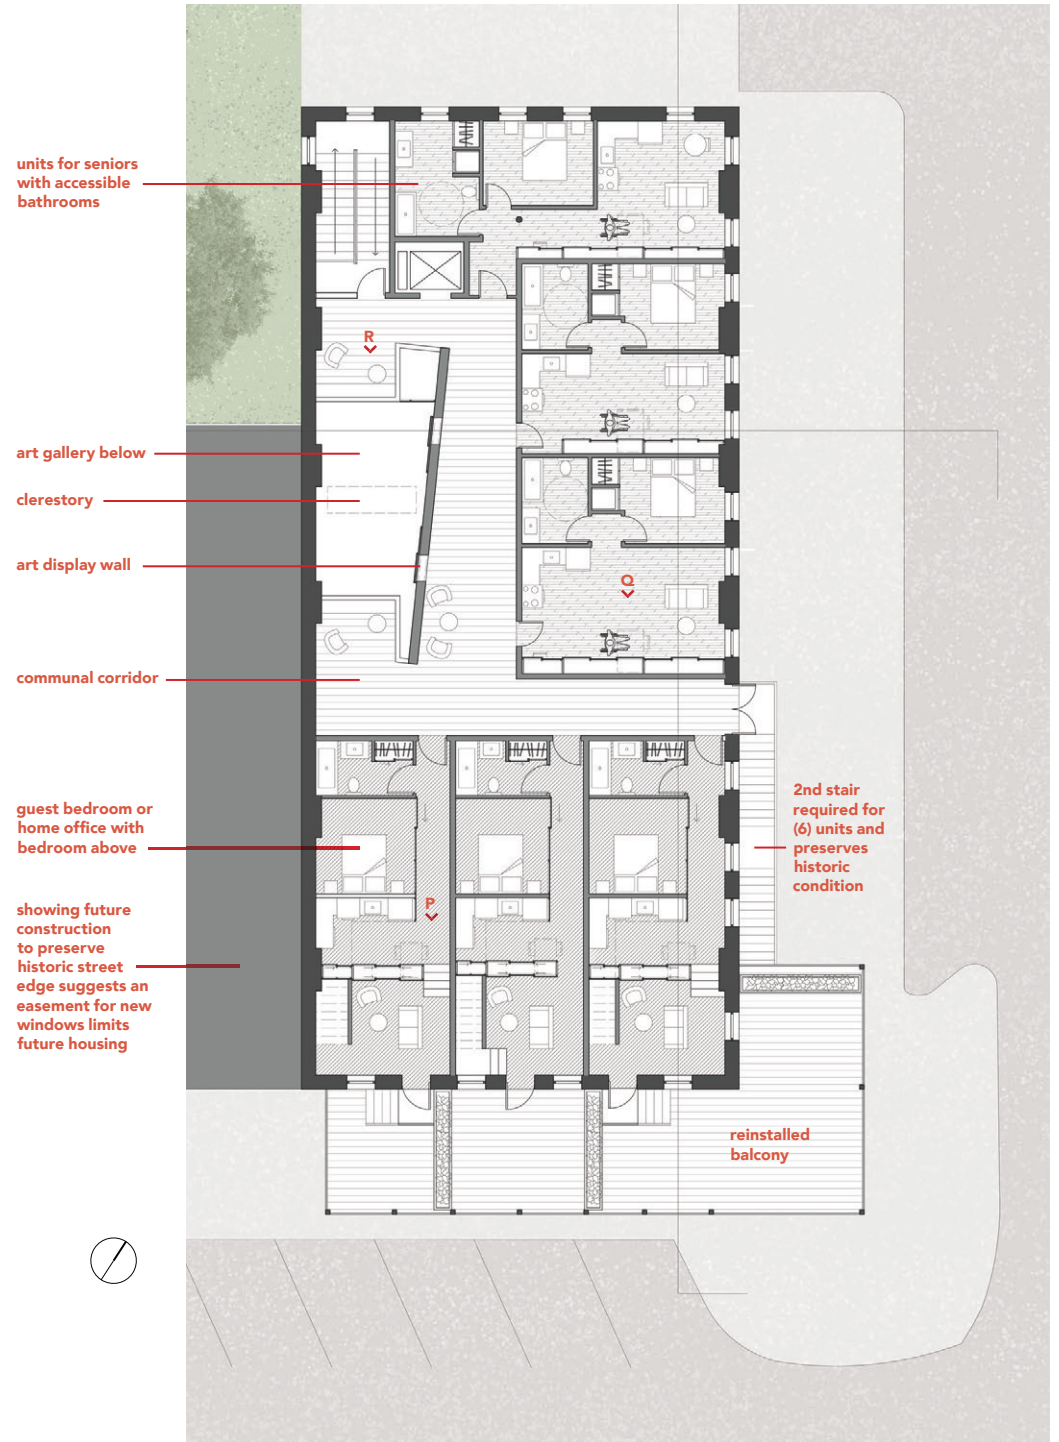 units for seniors
with accessible
bathrooms
R
art gallery below
clerestory
art display wall
Q
communal corridor
guest bedroom or
home office with
bedroom above
2nd stair
required for
(6) units and
preserves
historic
condition
P
showing future
construction
to preserve
historic street
edge suggests an
easement for new
windows limits
future housing
reinstalled
balcony